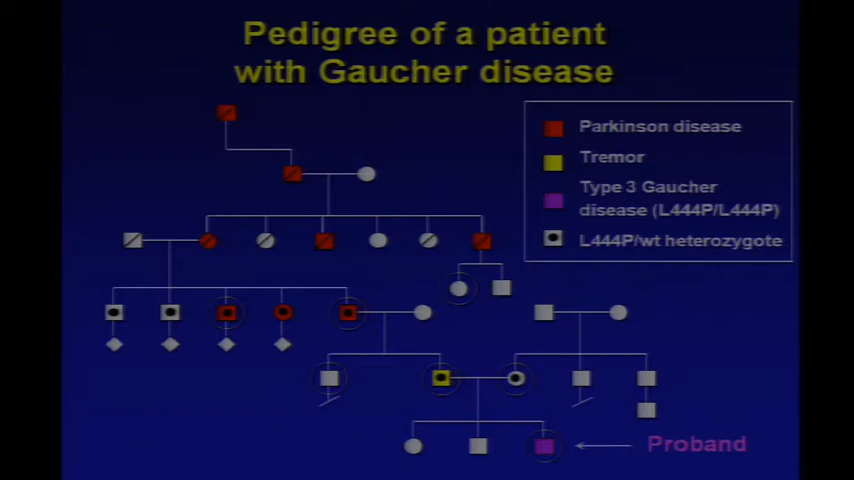 Pedigree of a patient
with Gaucher disease
Parkinson disease
Tremor
Type 3 Gaucher
disease (L444P/L444P)
L444P/wt heterozygote
Proband